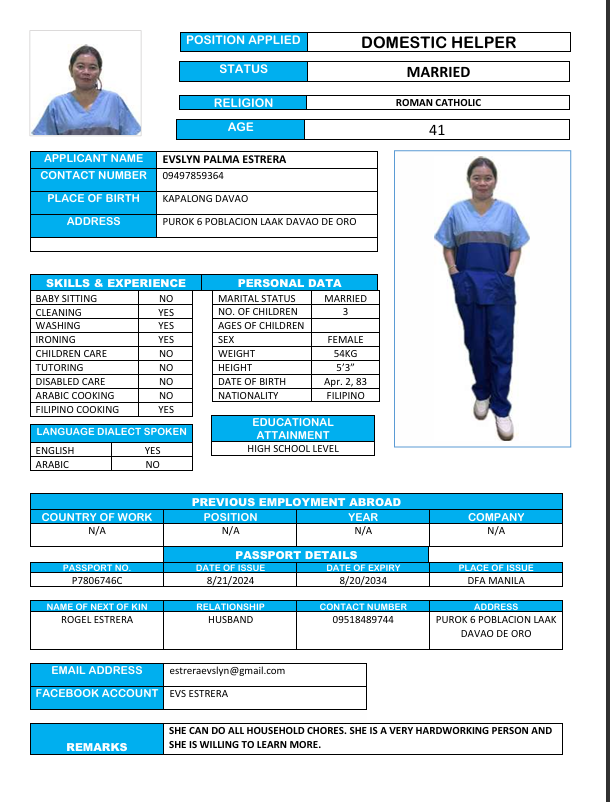 POSITION APPLIED DOMESTIC HELPER
STATUS MARRIED
RELIGION ROMAN CATHOLIC
AGE 41
APPLICANT NAME EVSLYN PALMA ESTRERA
CONTACT NUMBER 09497859364
PLACE OF BIRTH KAPALONG DAVAO
ADDRESS PUROK 6 POBLACION LAAK DAVAO DE ORO
SKILLS & EXPERIENCE
BABY SITTING NO
CLEANING YES
WASHING YES
IRONING YES
CHILDREN CARE NO
TUTORING NO
DISABLED CARE NO
ARABIC COOKING NO
FILIPINO COOKING YES
LANGUAGE DIALECT SPOKEN
ENGLISH YES
ARABIC NO
PERSONAL DATA
MARITAL STATUS MARRIED
NO. OF CHILDREN 3
AGES OF CHILDREN
SEX FEMALE
WEIGHT 54KG
HEIGHT 5’3”
DATE OF BIRTH Apr. 2, 83
NATIONALITY FILIPINO
EDUCATIONAL
ATTAINMENT
HIGH SCHOOL LEVEL
PREVIOUS EMPLOYMENT ABROAD
COUNTRY OF WORK POSITION YEAR COMPANY
N/A N/A N/A N/A
PASSPORT DETAILS
PASSPORT NO. DATE OF ISSUE DATE OF EXPIRY PLACE OF ISSUE
P7806746C 8/21/2024 8/20/2034 DFA MANILA
NAME OF NEXT OF KIN RELATIONSHIP CONTACT NUMBER ADDRESS
ROGEL ESTRERA HUSBAND 09518489744 PUROK 6 POBLACION LAAK
DAVAO DE ORO
EMAIL ADDRESS estreraevslyn@gmail.com
FACEBOOK ACCOUNT EVS ESTRERA
REMARKS
SHE CAN DO ALL HOUSEHOLD CHORES. SHE IS A VERY HARDWORKING PERSON AND
SHE IS WILLING TO LEARN MORE.